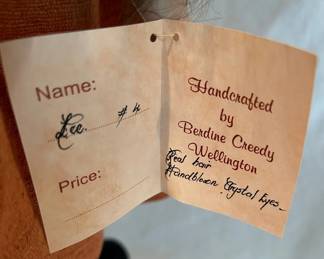 Name:
Lee. #4
Price:
Handcrafted
by
Berdine Creedy
Wellington
Real hair
Handblown Crystal Eyes-